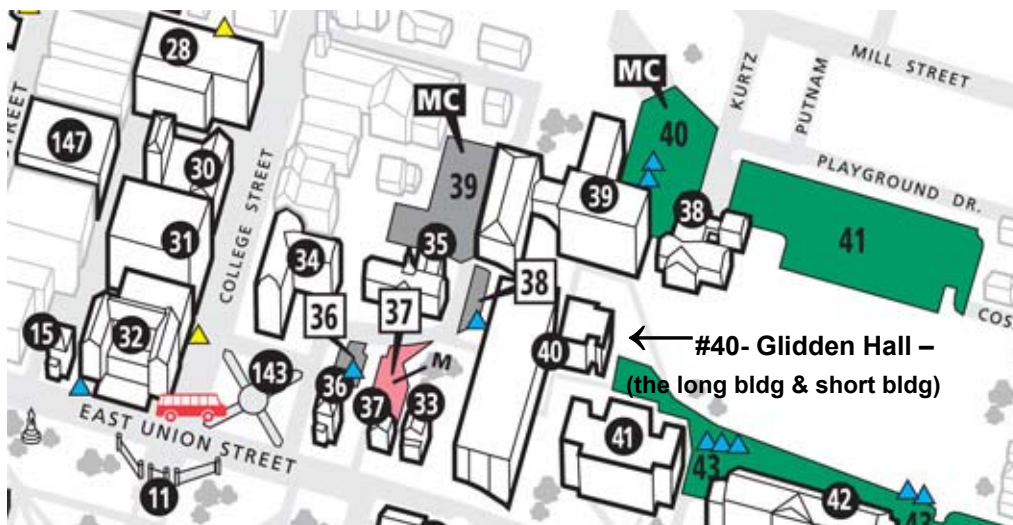 28
MC
MC
KURTZ
PUTNAM
MILL STREET
STREET
147
30
40
39
39
PLAYGROUND DR.
38
41
31
COLLEGE STREET
34
35
36
37
38
COS
15
32
143
M
40
←#40- Glidden Hall –
(the long bldg & short bldg)
36
37
33
41
EAST UNION STREET
11
43
42
43